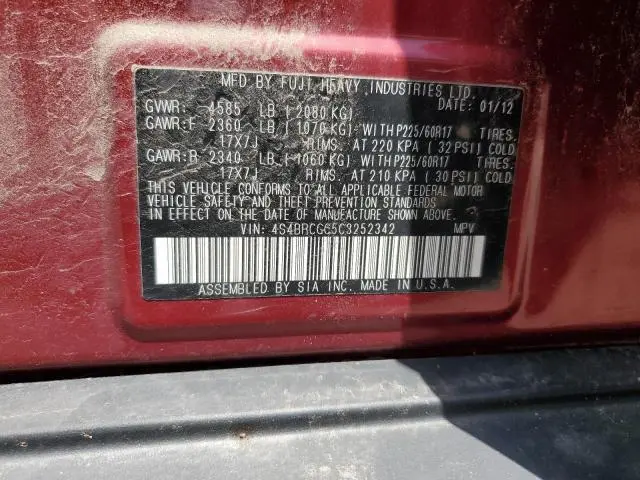 MFD. BY FUJI HEAVY INDUSTRIES LTD.
GVWR: 4585 LB ( 2080 KG) DATE: 01/12
GAWR:F 2360 LB ( 1070 KG) WITH P225/60R17 TIRES,
17X7J RIMS, AT 220 KPA ( 32 PSI) COLD
GAWR:R 2340 LB ( 1060 KG) WITH P225/60R17 TIRES,
17X7J RIMS, AT 210 KPA ( 30 PSI) COLD
THIS VEHICLE CONFORMS TO ALL APPLICABLE FEDERAL MOTOR
VEHICLE SAFETY AND THEFT PREVENTION STANDARDS
IN EFFECT ON THE DATE OF MANUFACTURE SHOWN ABOVE.
VIN: 4S4BRCGC5C3252342 MPV
ASSEMBLED BY SIA INC. MADE IN U.S.A.